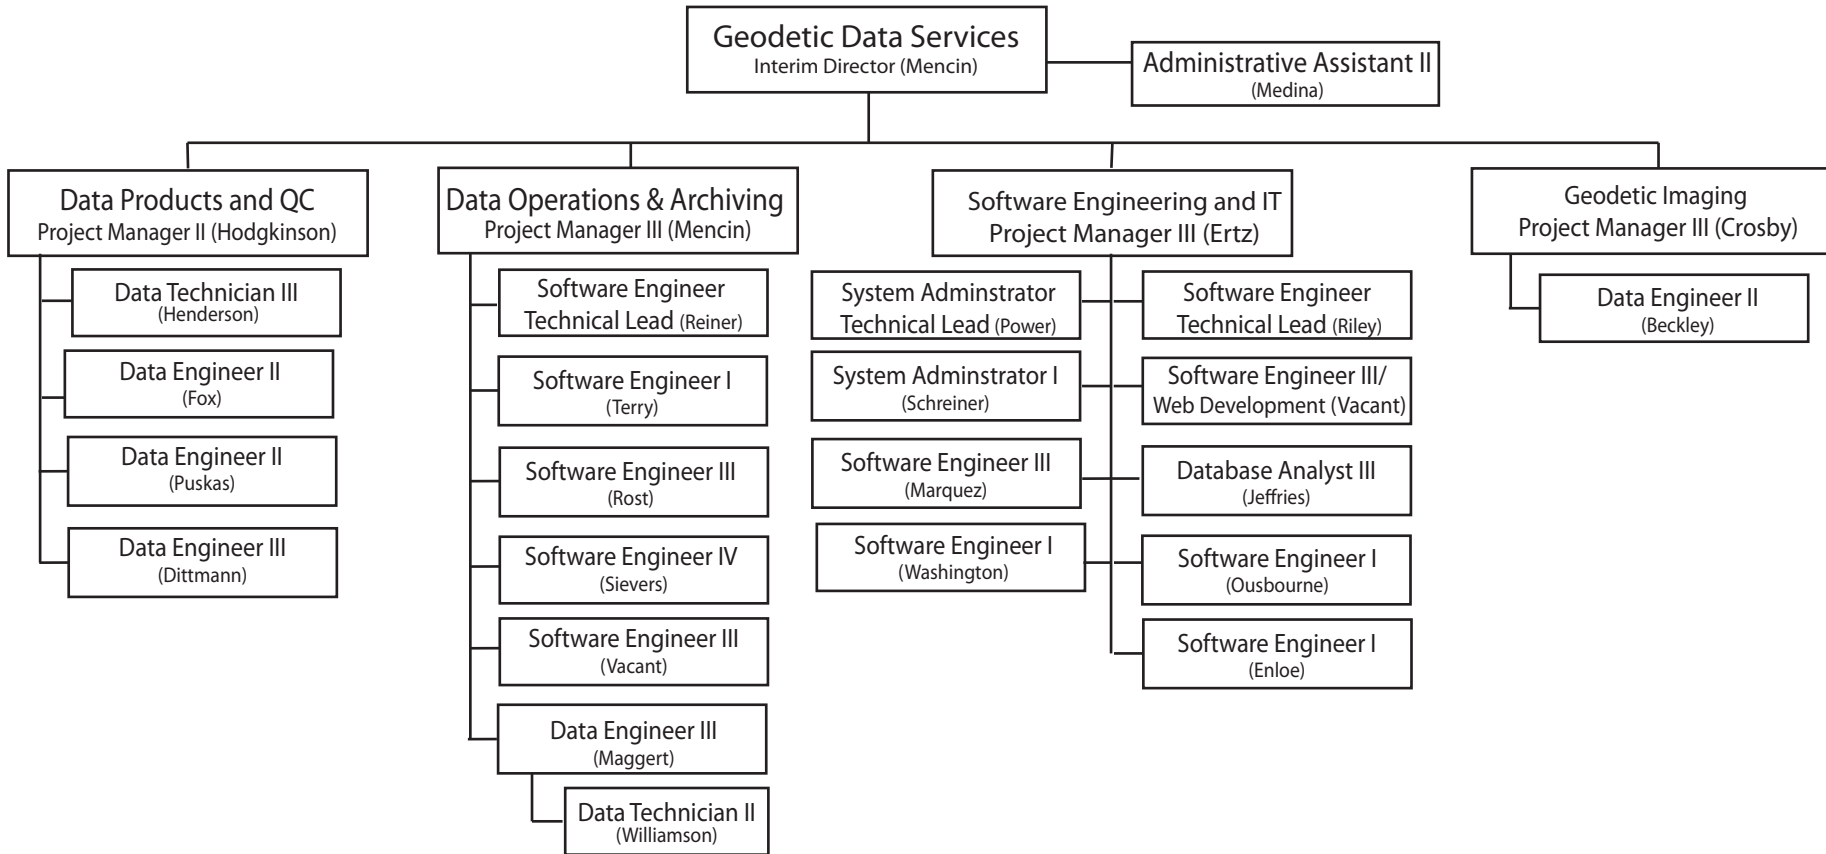 Geodetic Data Services
Interim Director (Mencin)
Administrative Assistant II
(Medina)
Data Products and QC
Project Manager II (Hodgkinson)
Data Technician III
(Henderson)
Data Engineer II
(Fox)
Data Engineer II
(Puskas)
Data Engineer III
(Dittmann)
Data Operations & Archiving
Project Manager III (Mencin)
Software Engineer
Technical Lead (Reiner)
Software Engineer I
(Terry)
Software Engineer III
(Rost)
Software Engineer IV
(Sievers)
Software Engineer III
(Vacant)
Data Engineer III
(Maggert)
Data Technician II
(Williamson)
Software Engineering and IT
Project Manager III (Ertz)
System Adminstrator
Technical Lead (Power)
System Adminstrator I
(Schreiner)
Software Engineer III
(Marquez)
Software Engineer I
(Washington)
Software Engineer
Technical Lead (Riley)
Software Engineer III/
Web Development (Vacant)
Database Analyst III
(Jeffries)
Software Engineer I
(Ousbourne)
Software Engineer I
(Enloe)
Geodetic Imaging
Project Manager III (Crosby)
Data Engineer II
(Beckley)